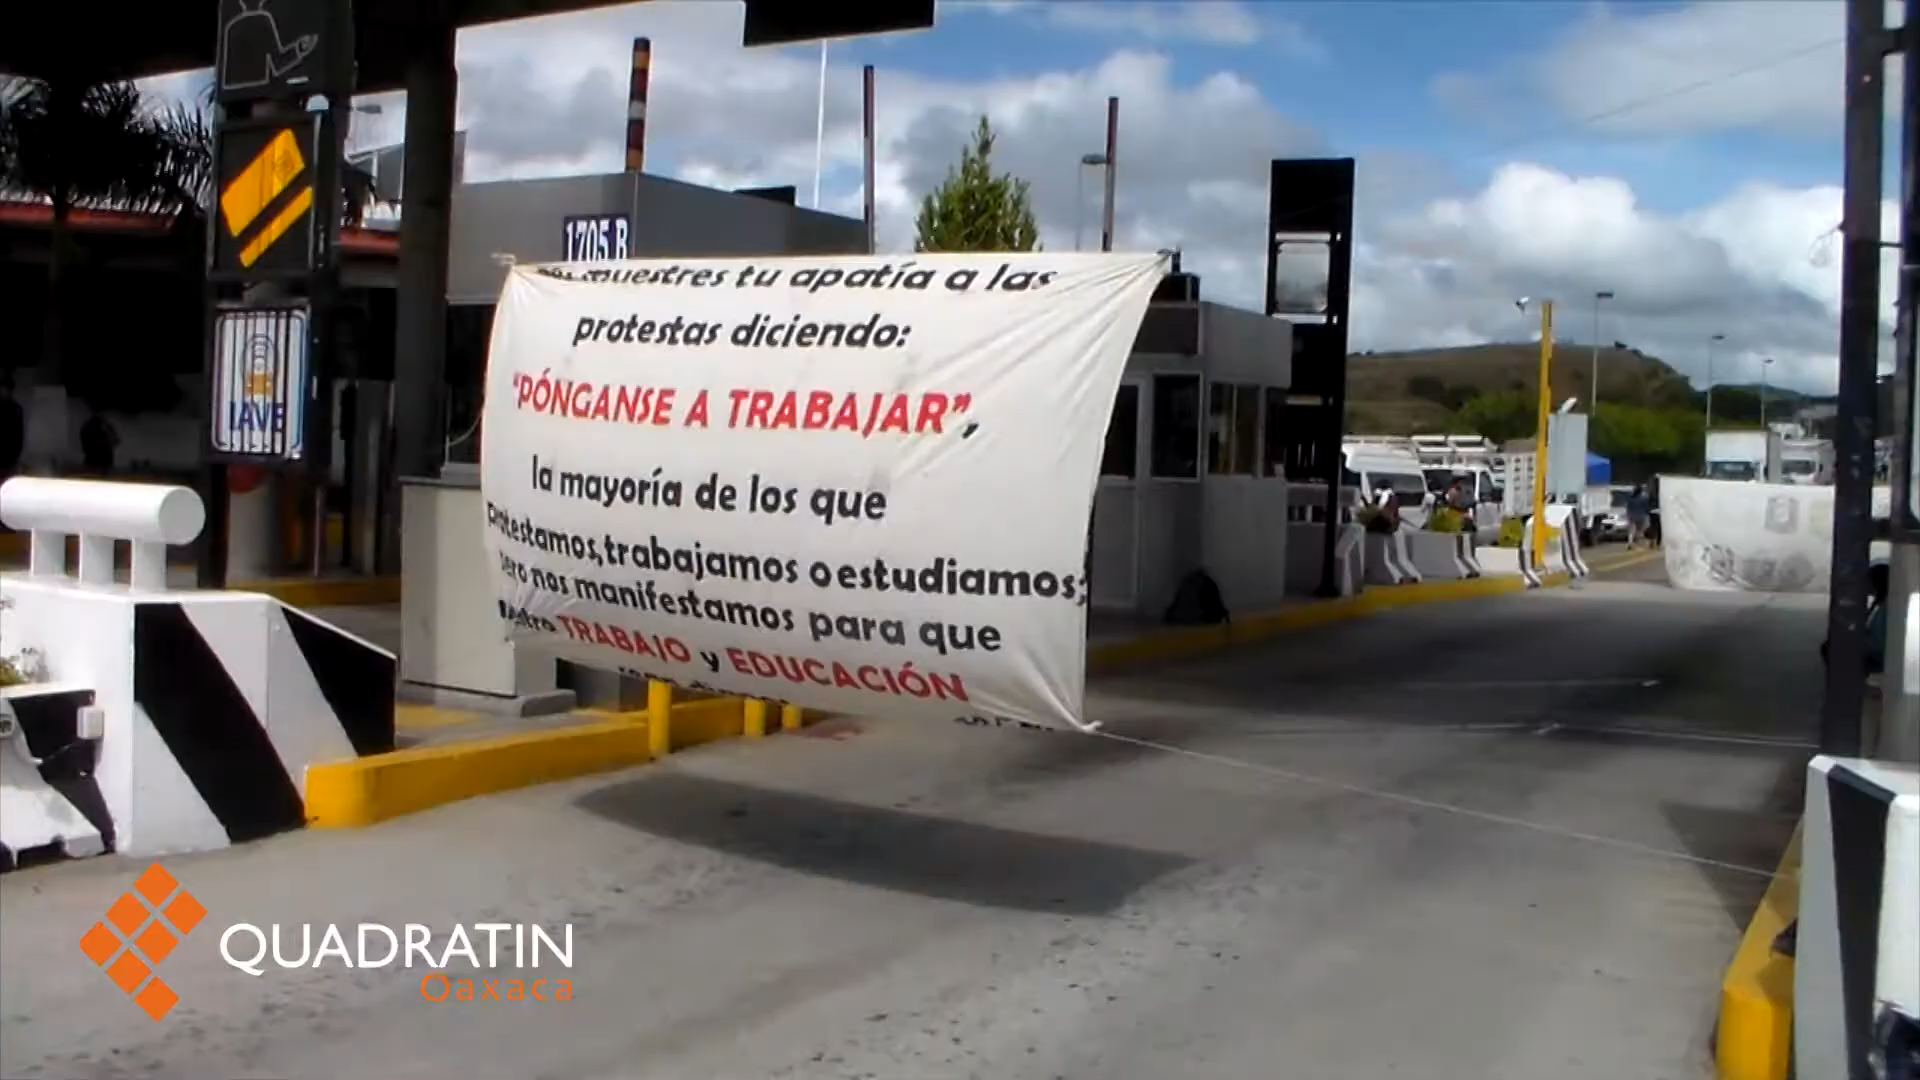 1705 B
muestres tu apatía a las
protestas diciendo:
"PÓNGANSE A TRABAJAR",
la mayoría de los que
protestamos, trabajamos o estudiamos;
pero nos manifestamos para que
TRABAJO y EDUCACIÓN
IAVE
QUADRATIN
Oaxaca